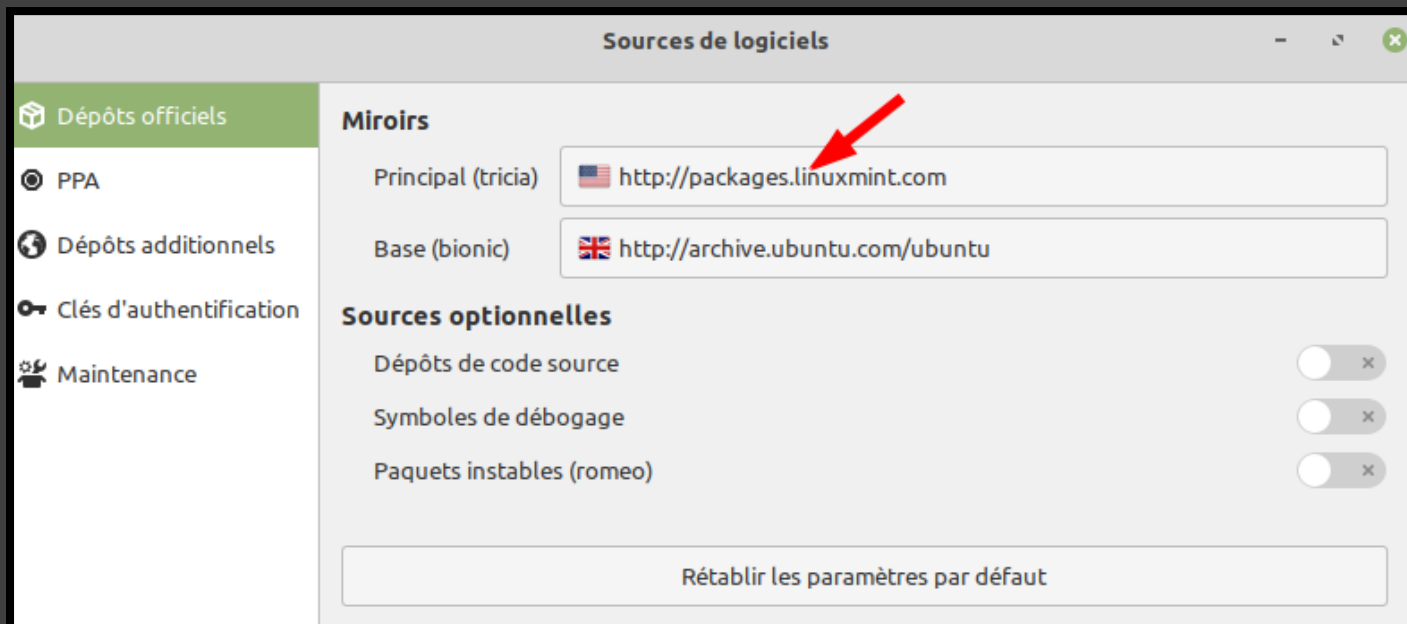 Sources de logiciels
Dépôts officiels
PPA
Dépôts additionnels
Clés d'authentification
Maintenance
Miroirs
Principal (tricia) http://packages.linuxmint.com
Base (bionic) http://archive.ubuntu.com/ubuntu
Sources optionnelles
Dépôts de code source
Symboles de débogage
Paquets instables (romeo)
Rétablir les paramètres par défaut